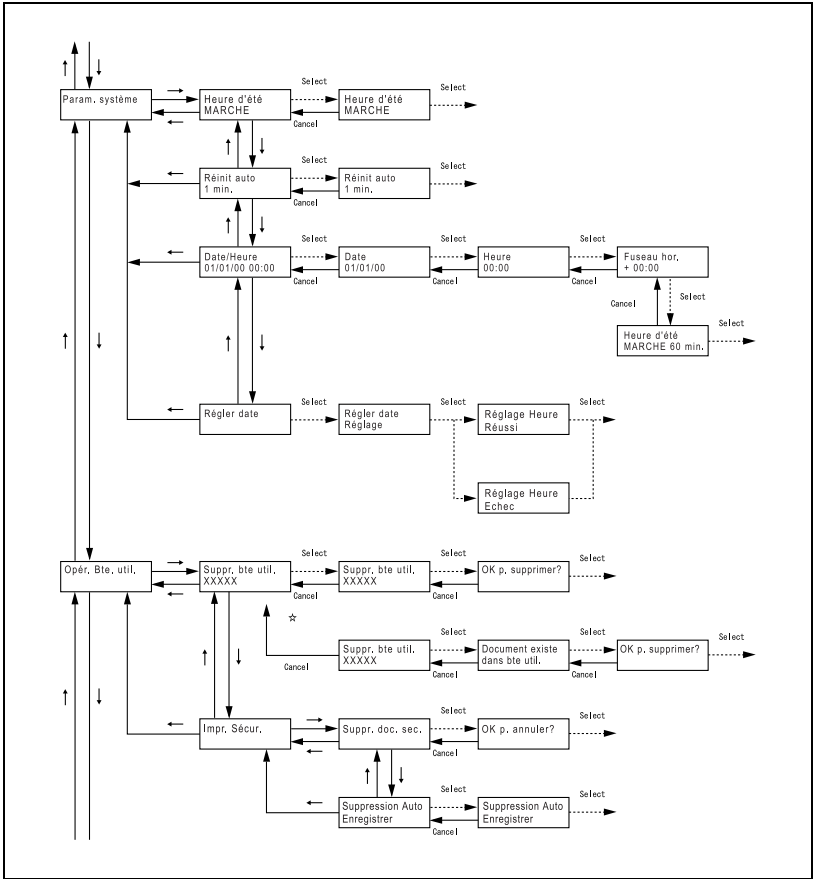 Select
Select
Param. système
Heure d'été
MARCHE
Heure d'été
MARCHE
Cancel
Select
Select
Réinit auto
1 min.
Réinit auto
1 min.
Cancel
Select
Select
Select
Date/Heure
01/01/00 00:00
Date
01/01/00
Heure
00:00
Fuseau hor.
+ 00:00
Cancel
Cancel
Cancel
Cancel
Select
Select
Heure d'été
MARCHE 60 min.
Select
Select
Select
Régler date
Régler date
Réglage
Réglage Heure
Réussi
Réglage Heure
Echec
Select
Select
Select
Opér. Bte. util.
Suppr. bte util.
XXXXX
Suppr. bte util.
XXXXX
OK p. supprimer?
Cancel
Cancel
☆
Select
Select
Select
Suppr. bte util.
XXXXX
Document existe
dans bte util.
OK p. supprimer?
Cancel
Cancel
Cancel
Select
Select
Impr. Sécur.
Suppr. doc. sec.
OK p. annuler?
Cancel
Select
Select
Suppression Auto
Enregistrer
Suppression Auto
Enregistrer
Cancel